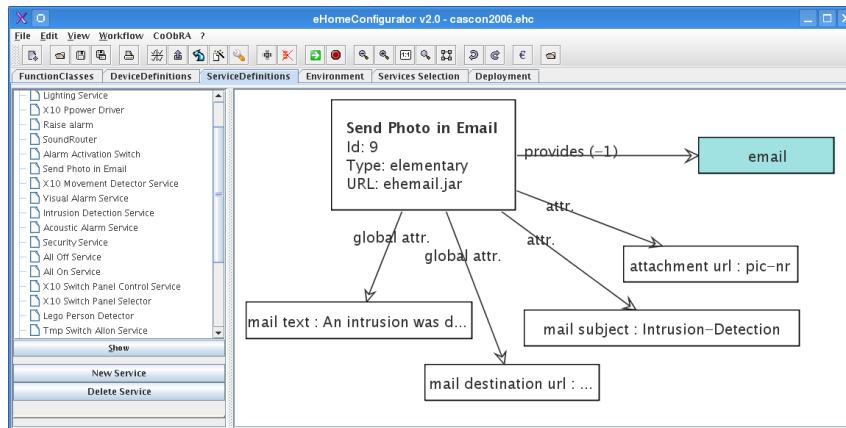 eHomeConfigurator v2.0 - cascon2006.ehc
File Edit View Workflow CoObRA ?
FunctionClasses DeviceDefinitions ServiceDefinitions Environment Services Selection Deployment
Lighting Service
X10 Ppower Driver
Raise alarm
SoundRouter
Alarm Activation Switch
Send Photo in Email
X10 Movement Detector Service
Visual Alarm Service
Intrusion Detection Service
Acoustic Alarm Service
Security Service
All Off Service
All On Service
X10 Switch Panel Control Service
X10 Switch Panel Selector
Lego Person Detector
Tmp Switch Allon Service
Show
New Service
Delete Service
Send Photo in Email
Id: 9
Type: elementary
URL: ehemail.jar
provides (-1)
email
attr.
attr.
global attr.
global attr.
attachment url : pic-nr
mail text : An intrusion was d...
mail subject : Intrusion-Detection
mail destination url : ...